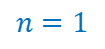 n = 1